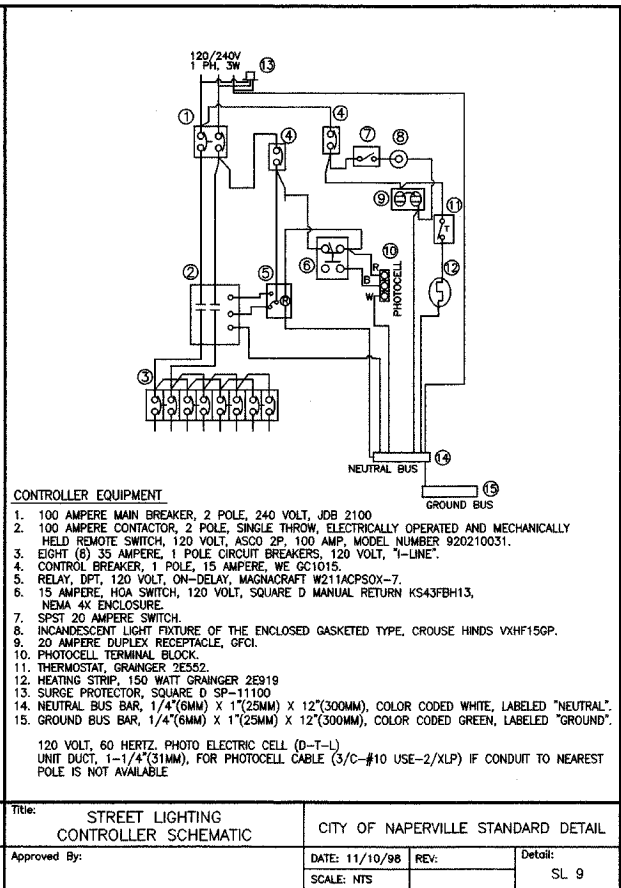 120/240V
1 PH, 3W
13
1
4
4
7
8
9
11
T
2
5
R
6
10
R
B
W
PHOTOCELL
12
3
NEUTRAL BUS
14
15
GROUND BUS
CONTROLLER EQUIPMENT
1. 100 AMPERE MAIN BREAKER, 2 POLE, 240 VOLT, JDB 2100
2. 100 AMPERE CONTACTOR, 2 POLE, SINGLE THROW, ELECTRICALLY OPERATED AND MECHANICALLY
HELD REMOTE SWITCH, 120 VOLT, ASCO 2P, 100 AMP, MODEL NUMBER 920210031.
3. EIGHT (8) 35 AMPERE, 1 POLE CIRCUIT BREAKERS, 120 VOLT, "I-LINE".
4. CONTROL BREAKER, 1 POLE, 15 AMPERE, WE GC1015.
5. RELAY, DPT, 120 VOLT, ON-DELAY, MAGNACRAFT W211ACPSOX-7.
6. 15 AMPERE, HOA SWITCH, 120 VOLT, SQUARE D MANUAL RETURN KS43FBH13,
NEMA 4X ENCLOSURE.
7. SPST 20 AMPERE SWITCH.
8. INCANDESCENT LIGHT FIXTURE OF THE ENCLOSED GASKETED TYPE, CROUSE HINDS VXHF15GP.
9. 20 AMPERE DUPLEX RECEPTACLE, GFCI.
10. PHOTOCELL TERMINAL BLOCK.
11. THERMOSTAT, GRAINGER 2E552.
12. HEATING STRIP, 150 WATT GRAINGER 2E919
13. SURGE PROTECTOR, SQUARE D SP-11100
14. NEUTRAL BUS BAR, 1/4"(6MM) X 1"(25MM) X 12"(300MM), COLOR CODED WHITE, LABELED "NEUTRAL".
15. GROUND BUS BAR, 1/4"(6MM) X 1"(25MM) X 12"(300MM), COLOR CODED GREEN, LABELED "GROUND".
120 VOLT, 60 HERTZ. PHOTO ELECTRIC CELL (D-T-L)
UNIT DUCT, 1-1/4"(31MM), FOR PHOTOCELL CABLE (3/C-#10 USE-2/XLP) IF CONDUIT TO NEAREST
POLE IS NOT AVAILABLE
Title:
STREET LIGHTING
CONTROLLER SCHEMATIC
CITY OF NAPERVILLE STANDARD DETAIL
Approved By:
DATE: 11/10/98
REV:
Detail:
SCALE: NTS
SL 9